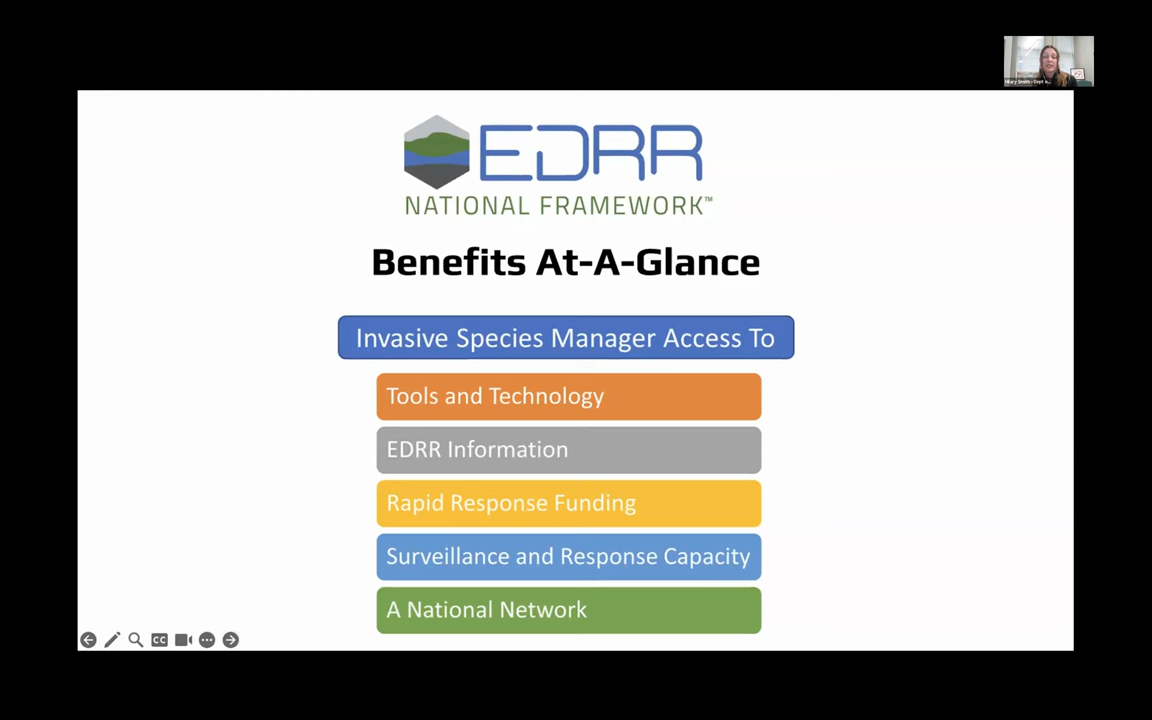 EDRR
NATIONAL FRAMEWORK™
Benefits At-A-Glance
Invasive Species Manager Access To
Tools and Technology
EDRR Information
Rapid Response Funding
Surveillance and Response Capacity
A National Network
CC